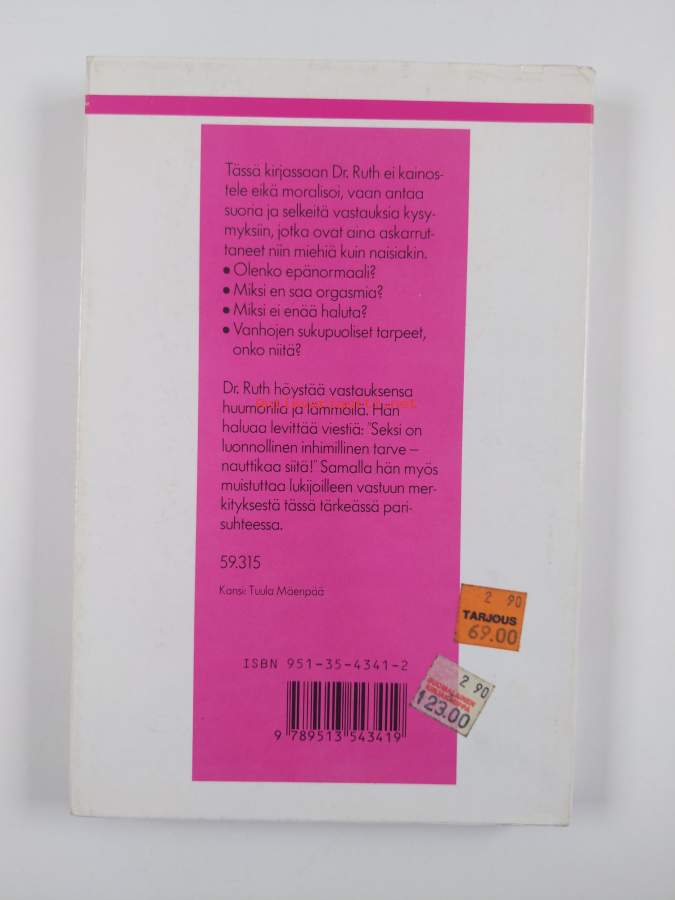 Tässä kirjassaan Dr. Ruth ei kainos-
tele eikä moralisoi, vaan antaa
suoria ja selkeitä vastauksia kysy-
myksiin, jotka ovat aina askarrut-
taneet niin miehiä kuin naisiakin.
• Olenko epänormaali?
• Miksi en saa orgasmia?
• Miksi ei enää haluta?
• Vanhojen sukupuoliset tarpeet,
onko niitä?
Dr. Ruth höystää vastauksensa
huumorilla ja lämmöllä. Hän
haluaa levittää viestiä: "Seksi on
luonnollinen inhimillinen tarve –
nauttikaa siitä!" Samalla hän myös
muistuttaa lukijoilleen vastuun mer-
kityksestä tässä tärkeässä pari-
suhteessa.
59.315
Kansi: Tuula Mäenpää
2 90
TARJOUS
69.00
ISBN 951-35-4341-2
2 90
SUOMALAINEN
KIRJAKAUPPA
123.00
9 789513 543419